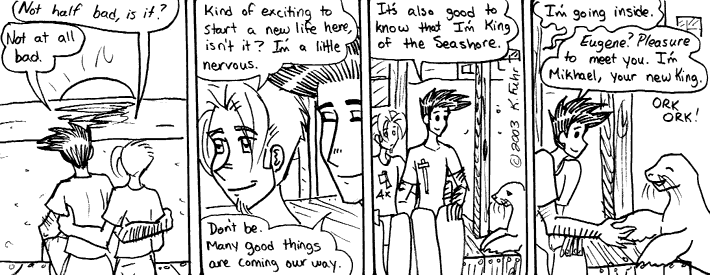 Not half bad, is it?
Not at all
bad.
Kind of exciting to
start a new life here,
isn't it? I'm a little
nervous.
Don't be.
Many good things
are coming our way.
It's also good to
know that I'm King
of the Seashore.
4x
© 2003 K. Fuhr
I'm going inside.
Eugene? Pleasure
to meet you. I'm
Mikhael, your new King.
ORK
ORK!